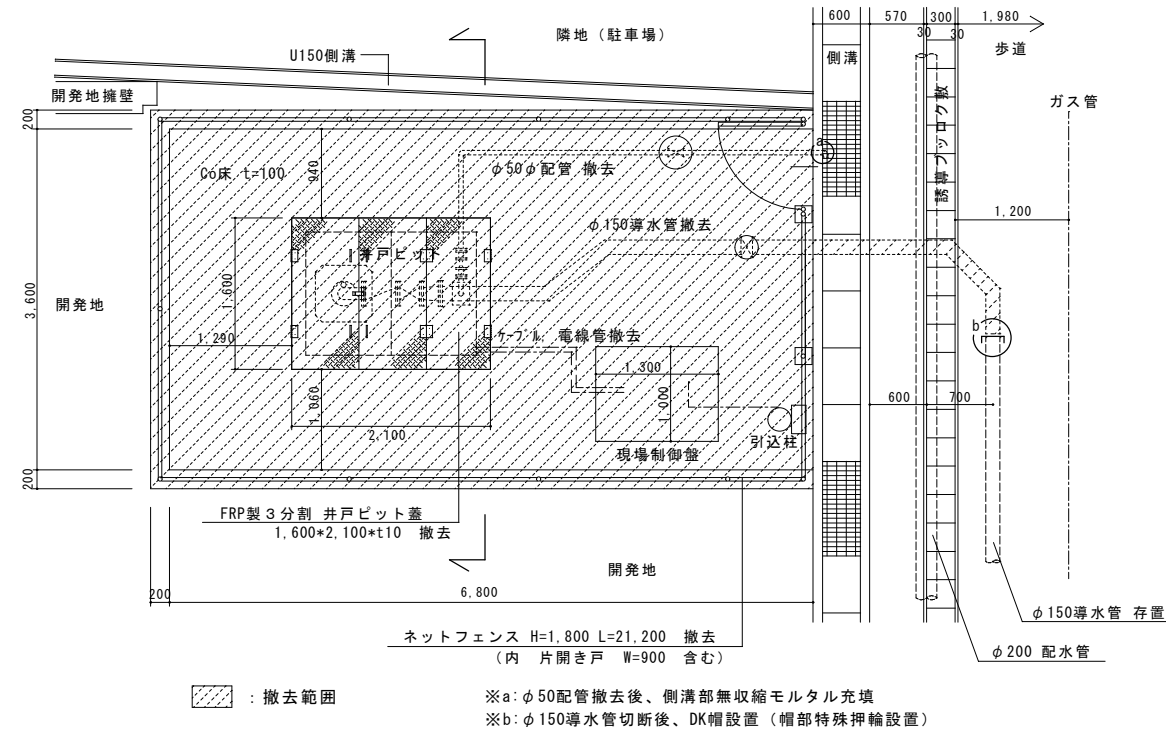 600
570
300
1,980
30
30
隣地（駐車場）
歩道
U150側溝
側溝
開発地擁壁
ガス管
誘導ブッロク敷
200
a
Co床 t=100
940
φ50φ配管 撤去
φ150導水管撤去
1,200
井戸ピット
3,600
開発地
1,600
1,290
b
ケーブル, 電線管撤去
1,300
1,000
600
700
1,060
2,100
引込柱
現場制御盤
200
FRP製３分割 井戸ピット蓋
1,600*2,100*t10 撤去
開発地
200
6,800
φ150導水管 存置
ネットフェンス H=1,800 L=21,200 撤去
（内 片開き戸 W=900 含む）
φ200 配水管
：撤去範囲
※a:φ50配管撤去後、側溝部無収縮モルタル充填
※b:φ150導水管切断後、DK帽設置（帽部特殊押輪設置）